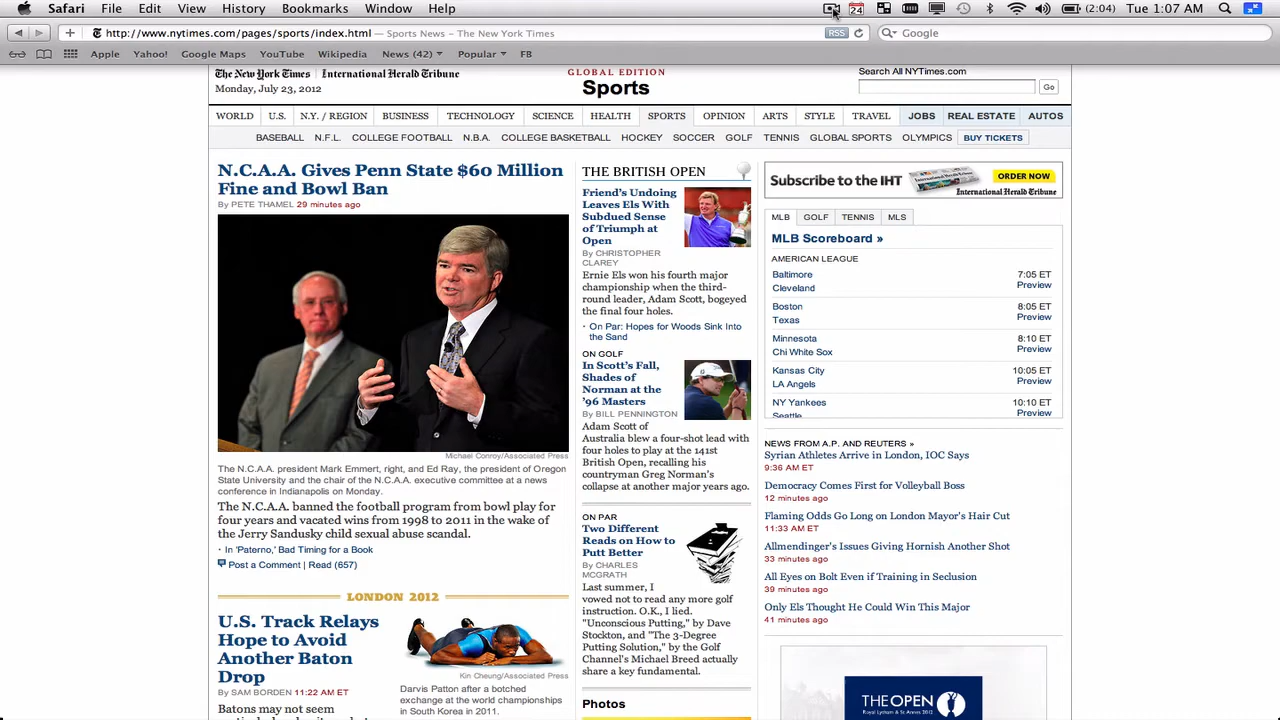 Safari File Edit View History Bookmarks Window Help
24 (2:04) Tue 1:07 AM
http://www.nytimes.com/pages/sports/index.html — Sports News – The New York Times RSS Google
Apple Yahoo! Google Maps YouTube Wikipedia News (42) Popular FB
The New York Times International Herald Tribune
Monday, July 23, 2012
GLOBAL EDITION
Sports
Search All NYTimes.com
Go
WORLD U.S. N.Y. / REGION BUSINESS TECHNOLOGY SCIENCE HEALTH SPORTS OPINION ARTS STYLE TRAVEL JOBS REAL ESTATE AUTOS
BASEBALL N.F.L. COLLEGE FOOTBALL N.B.A. COLLEGE BASKETBALL HOCKEY SOCCER GOLF TENNIS GLOBAL SPORTS OLYMPICS BUY TICKETS
N.C.A.A. Gives Penn State $60 Million
Fine and Bowl Ban
By PETE THAMEL 29 minutes ago
Michael Conroy/Associated Press
The N.C.A.A. president Mark Emmert, right, and Ed Ray, the president of Oregon
State University and the chair of the N.C.A.A. executive committee at a news
conference in Indianapolis on Monday.
The N.C.A.A. banned the football program from bowl play for
four years and vacated wins from 1998 to 2011 in the wake of
the Jerry Sandusky child sexual abuse scandal.
· In 'Paterno,' Bad Timing for a Book
Post a Comment | Read (657)
LONDON 2012
U.S. Track Relays
Hope to Avoid
Another Baton
Drop
By SAM BORDEN 11:22 AM ET
Batons may not seem
Kin Cheung/Associated Press
Darvis Patton after a botched
exchange at the world championships
in South Korea in 2011.
THE BRITISH OPEN
Friend's Undoing
Leaves Els With
Subdued Sense
of Triumph at
Open
By CHRISTOPHER
CLAREY
Ernie Els won his fourth major
championship when the third-
round leader, Adam Scott, bogeyed
the final four holes.
· On Par: Hopes for Woods Sink Into
the Sand
ON GOLF
In Scott's Fall,
Shades of
Norman at the
'96 Masters
By BILL PENNINGTON
Adam Scott of
Australia blew a four-shot lead with
four holes to play at the 141st
British Open, recalling his
countryman Greg Norman's
collapse at another major years ago.
ON PAR
Two Different
Reads on How to
Putt Better
By CHARLES
MCGRATH
Last summer, I
vowed not to read any more golf
instruction. O.K., I lied.
"Unconscious Putting," by Dave
Stockton, and "The 3-Degree
Putting Solution," by the Golf
Channel's Michael Breed actually
share a key fundamental.
Photos
Subscribe to the IHT ORDER NOW
International Herald Tribune
MLB GOLF TENNIS MLS
MLB Scoreboard »
AMERICAN LEAGUE
Baltimore 7:05 ET
Cleveland Preview
Boston 8:05 ET
Texas Preview
Minnesota 8:10 ET
Chi White Sox Preview
Kansas City 10:05 ET
LA Angels Preview
NY Yankees 10:10 ET
Seattle Preview
NEWS FROM A.P. AND REUTERS »
Syrian Athletes Arrive in London, IOC Says
9:36 AM ET
Democracy Comes First for Volleyball Boss
12 minutes ago
Flaming Odds Go Long on London Mayor's Hair Cut
11:33 AM ET
Allmendinger's Issues Giving Hornish Another Shot
33 minutes ago
All Eyes on Bolt Even if Training in Seclusion
39 minutes ago
Only Els Thought He Could Win This Major
41 minutes ago
THE OPEN
Royal Lytham & St Annes 2012